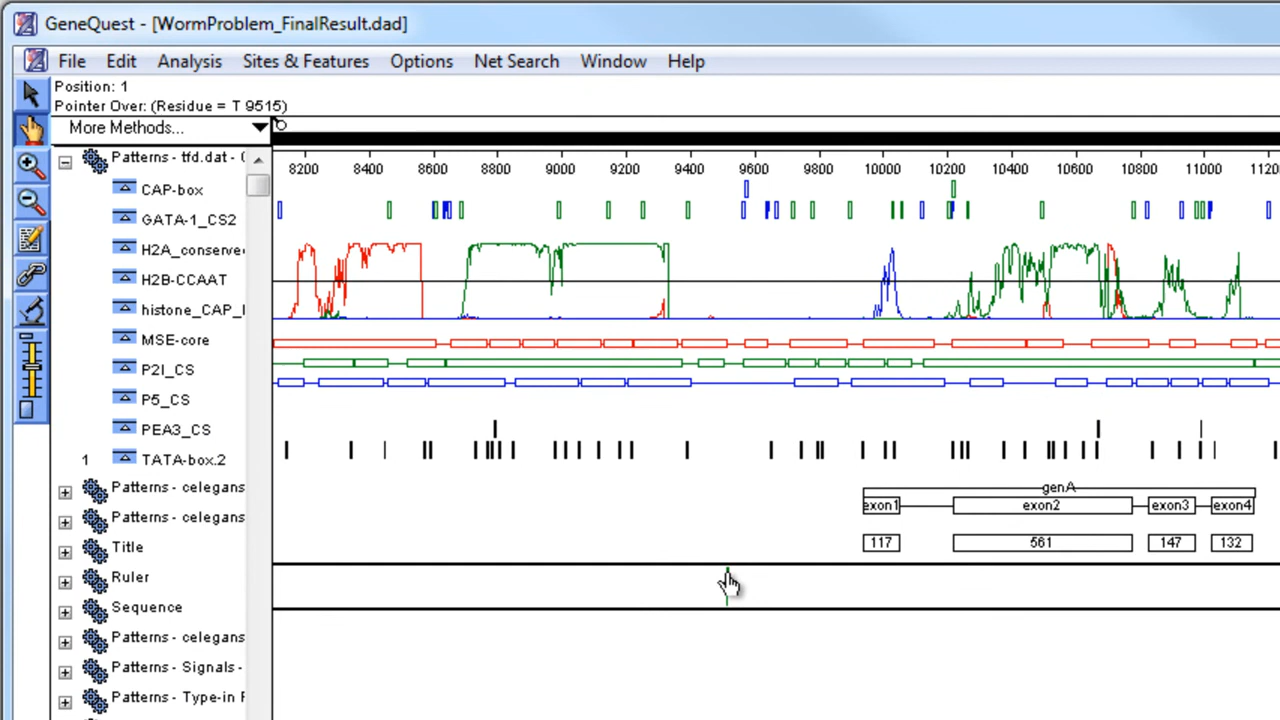 GeneQuest - [WormProblem_FinalResult.dad]
File Edit Analysis Sites & Features Options Net Search Window Help
Position: 1
Pointer Over: (Residue = T 9515)
More Methods...
Patterns - tfd.dat -
8200 8400 8600 8800 9000 9200 9400 9600 9800 10000 10200 10400 10600 10800 11000 1120
CAP-box
GATA-1_CS2
H2A_conserve
H2B-CCAAT
histone_CAP_
MSE-core
P2I_CS
P5_CS
PEA3_CS
1 TATA-box.2
Patterns - celegans
genA
exon1 exon2 exon3 exon4
Patterns - celegans
117 561 147 132
Title
Ruler
Sequence
Patterns - celegans
Patterns - Signals -
Patterns - Type-in